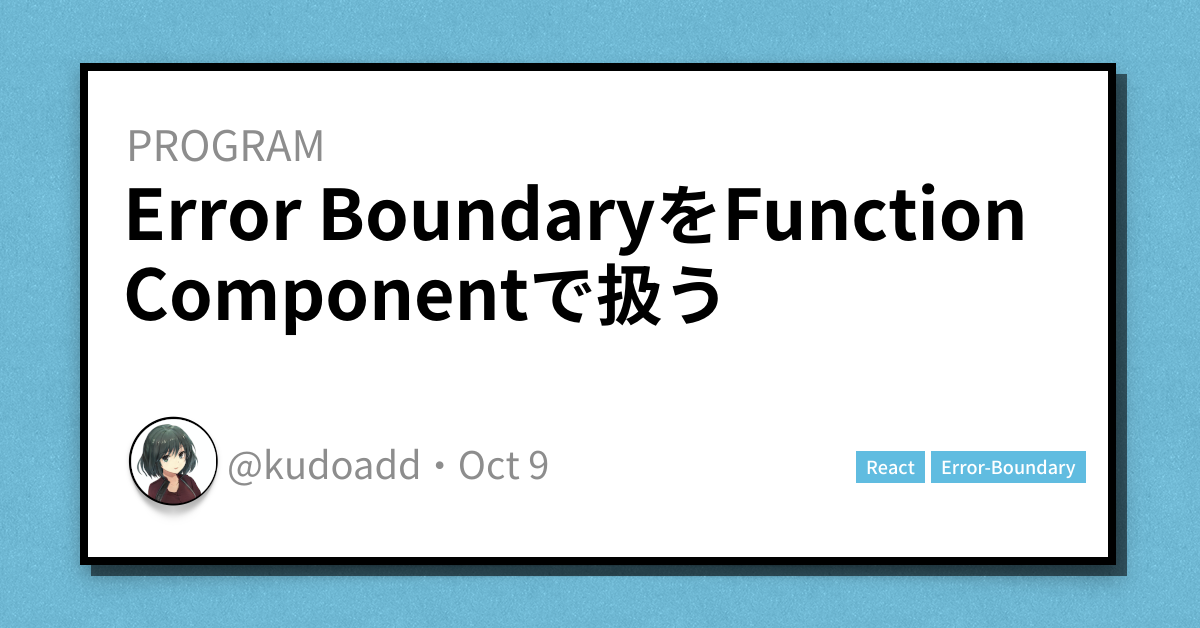 PROGRAM
Error BoundaryをFunction
Componentで扱う
@kudoadd・Oct 9
React
Error-Boundary